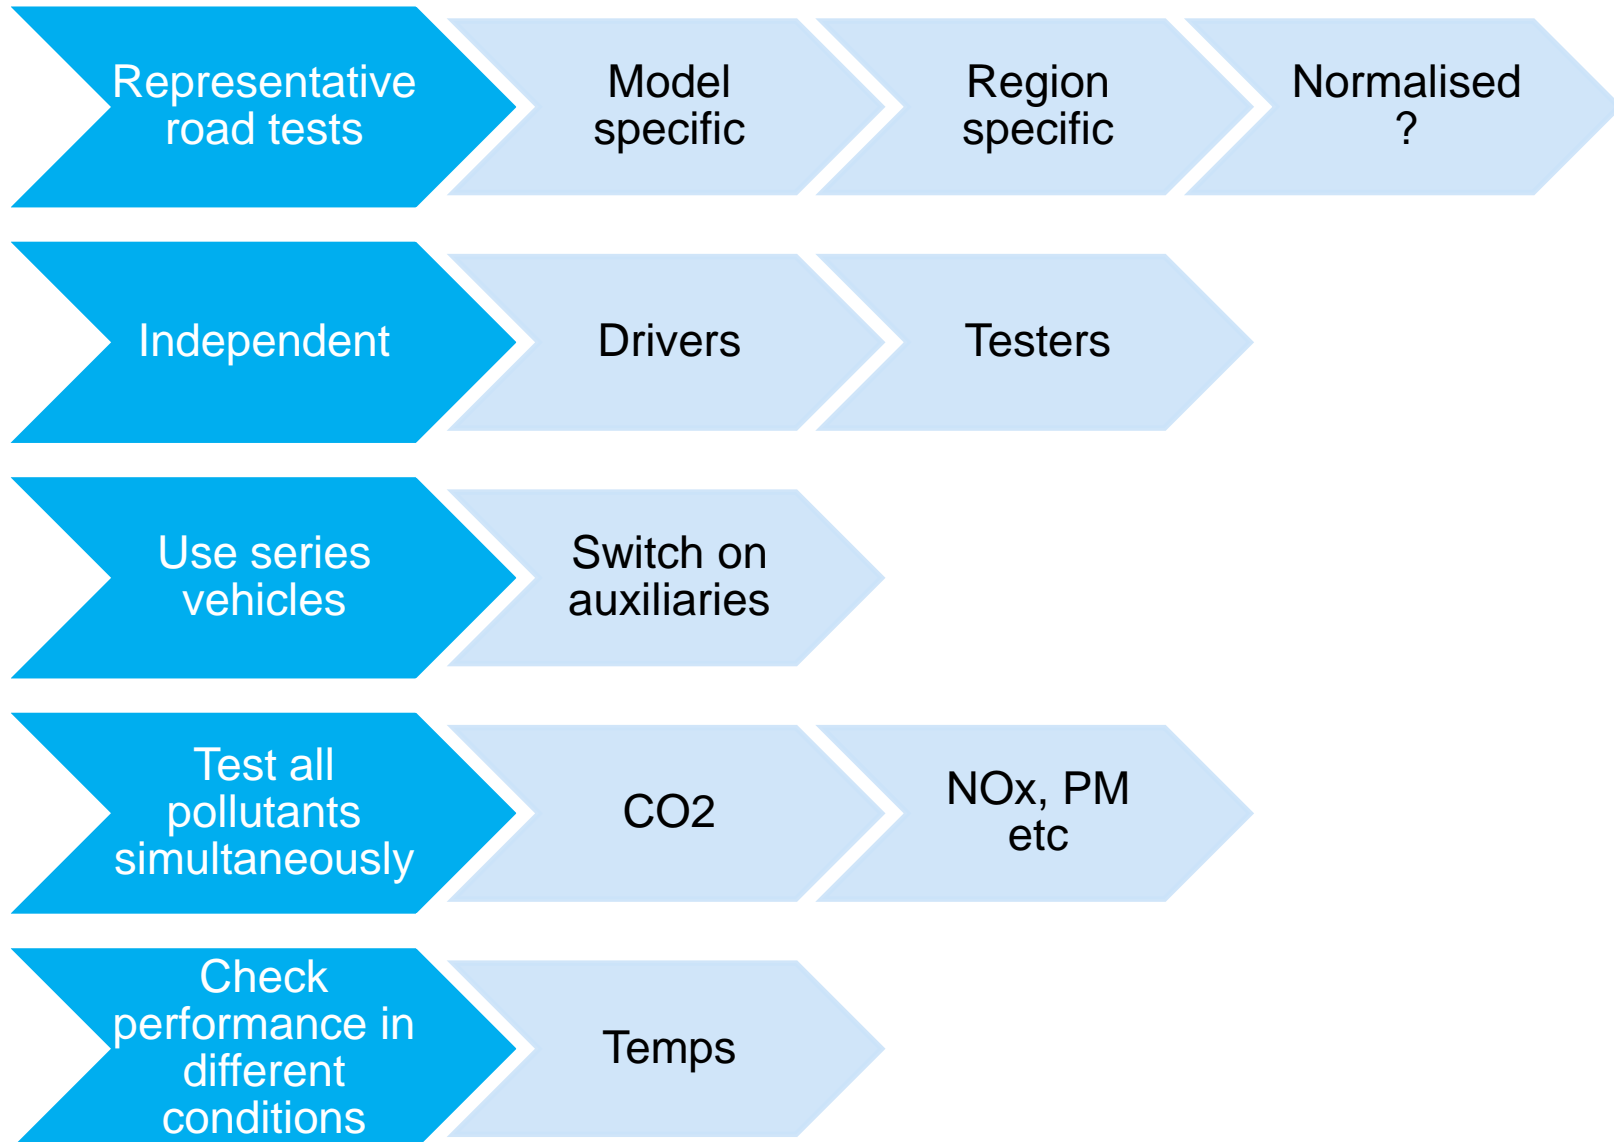 Representative
road tests
Model
specific
Region
specific
Normalised
?
Independent
Drivers
Testers
Use series
vehicles
Switch on
auxiliaries
Test all
pollutants
simultaneously
CO2
NOx, PM
etc
Check
performance in
different
conditions
Temps